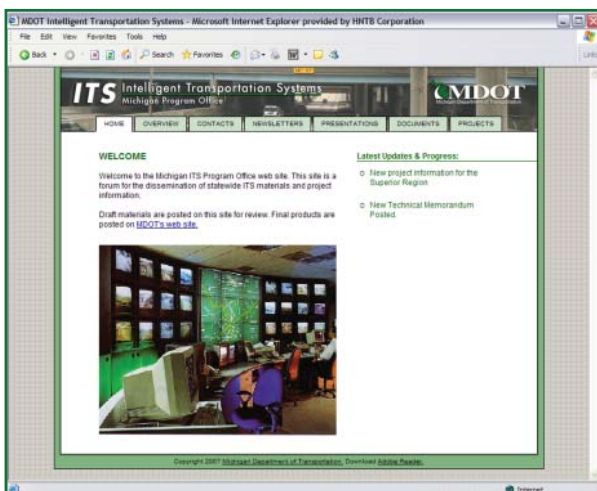 MDOT Intelligent Transportation Systems - Microsoft Internet Explorer provided by HNTB Corporation
File Edit View Favorites Tools Help
Back Search Favorites
ITS Intelligent Transportation Systems
Michigan Program Office
MDOT
Michigan Department of Transportation
HOME OVERVIEW CONTACTS NEWSLETTERS PRESENTATIONS DOCUMENTS PROJECTS
WELCOME
Welcome to the Michigan ITS Program Office web site. This site is a
forum for the dissemination of statewide ITS materials and project
information.
Draft materials are posted on this site for review. Final products are
posted on MDOT's web site.
Latest Updates & Progress:
New project information for the
Superior Region
New Technical Memorandum
Posted.
Copyright 2007 Michigan Department of Transportation, Download Adobe Reader.
Internet